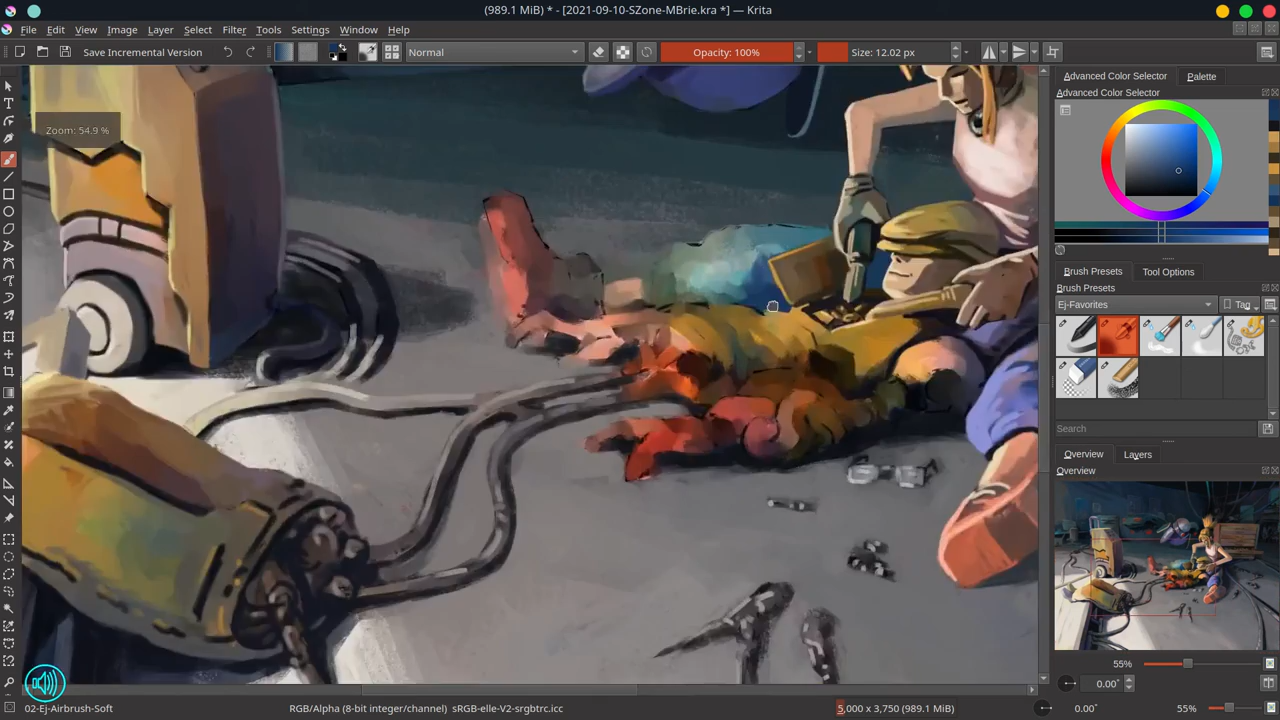 (989.1 MiB) * - [2021-09-10-SZone-MBrie.kra *] — Krita
File Edit View Image Layer Select Filter Tools Settings Window Help
Save Incremental Version
Normal
Opacity: 100%
Size: 12.02 px
Advanced Color Selector
Palette
Advanced Color Selector
Zoom: 54.9 %
Brush Presets
Tool Options
Brush Presets
Ej-Favorites
Tag
Search
Overview
Layers
Overview
55%
0.00°
02-Ej-Airbrush-Soft
RGB/Alpha (8-bit integer/channel) sRGB-elle-V2-srgbtrc.icc
5,000 x 3,750 (989.1 MiB)
0.00°
55%